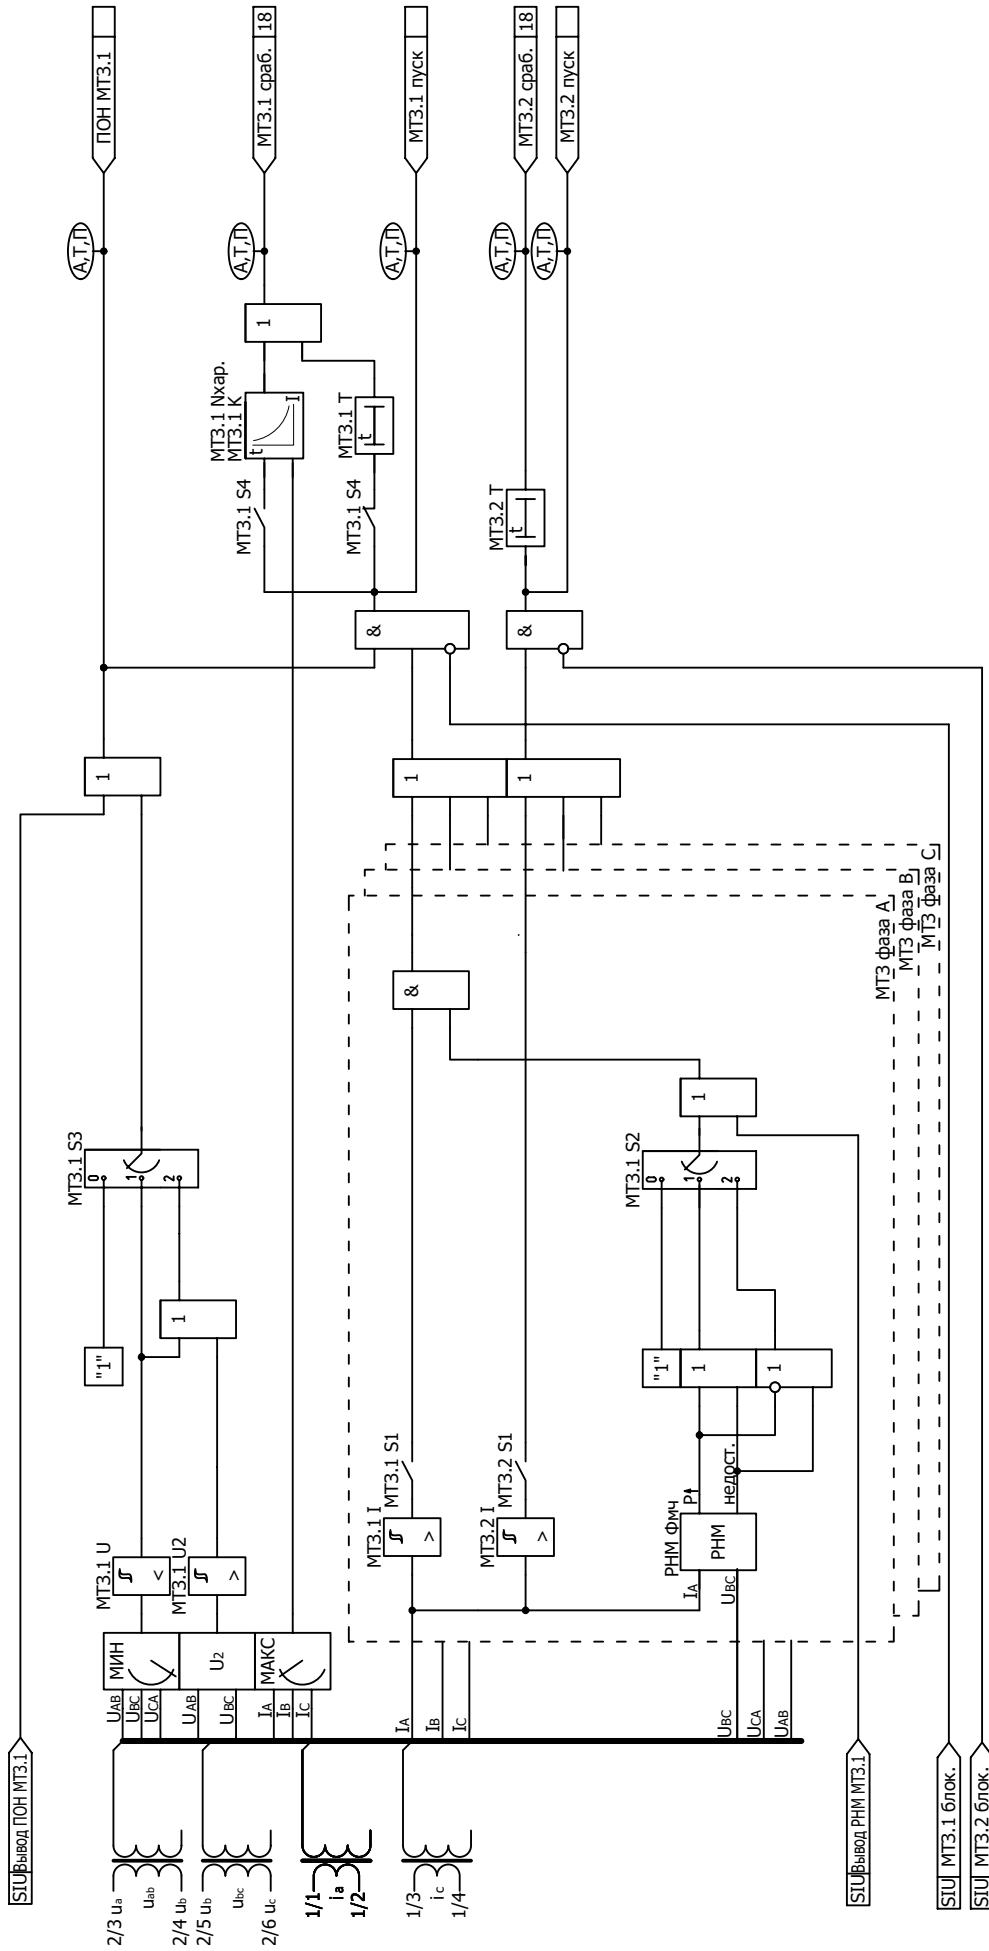 ПОН МТЗ.1
МТЗ.1 сраб. 18
МТЗ.1 пуск
МТЗ.2 сраб. 18
МТЗ.2 пуск
А,Т,П
А,Т,П
А,Т,П
А,Т,П
А,Т,П
1
МТЗ.1 Nхар.
МТЗ.1 К
t
I
МТЗ.1 Т
t
МТЗ.1 S4
МТЗ.1 S4
МТЗ.2 Т
t
&
&
1
1
1
МТЗ фаза А
МТЗ фаза В
МТЗ фаза С
&
1
МТЗ.1 S3
0
1
2
МТЗ.1 S2
0
1
2
"1"
1
"1"
1
1
МТЗ.1 S1
МТЗ.2 S1
МТЗ.1 I
>
МТЗ.2 I
>
РНМ Фмч
РНМ
P
недост.
IA
UBC
МТЗ.1 U
<
МТЗ.1 U2
>
МИН
U2
МАКС
UAB
UBC
UCA
UAB
UBC
IA
IB
IC
IA
IB
IC
UBC
UCA
UAB
SIU Вывод ПОН МТЗ.1
SIU Вывод РНМ МТЗ.1
SIU МТЗ.1 блок.
SIU МТЗ.2 блок.
2/3 ua
uab
2/4 ub
2/5 ub
ubc
2/6 uc
1/1
ia
1/2
1/3
ic
1/4